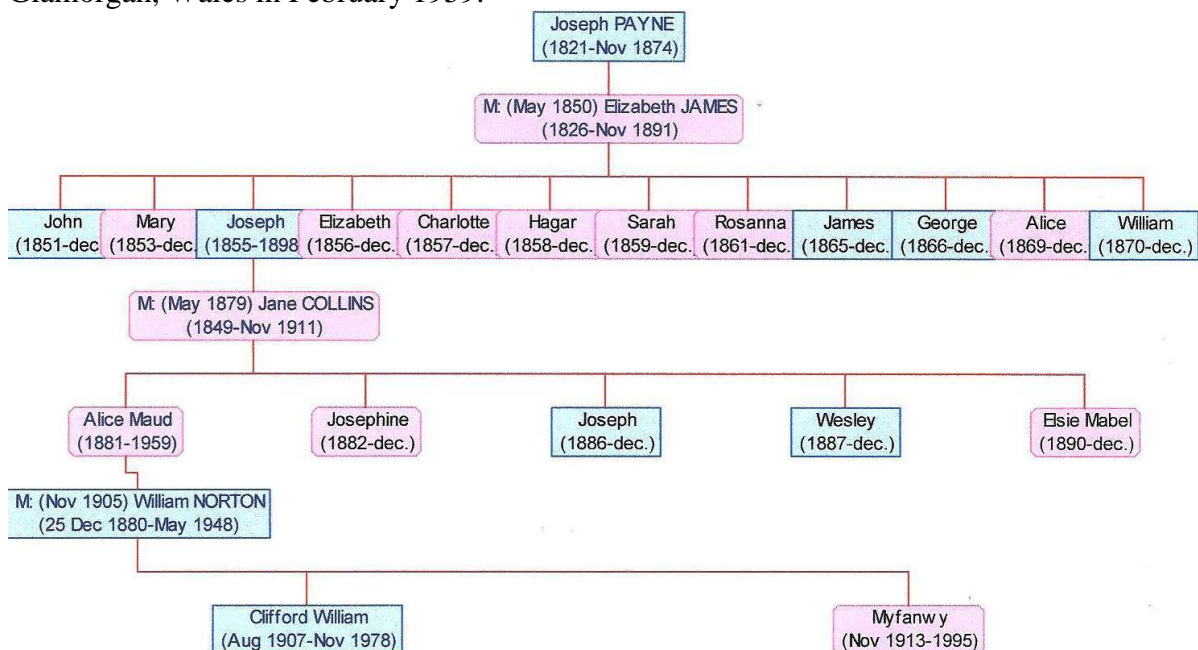 Glamorgan, Wales in February 1959.
Joseph PAYNE
(1821-Nov 1874)
M: (May 1850) Elizabeth JAMES
(1826-Nov 1891)
John
(1851-dec
Mary
(1853-dec.
Joseph
(1855-1898
Elizabeth
(1856-dec.
Charlotte
(1857-dec.
Hagar
(1858-dec.
Sarah
(1859-dec.
Rosanna
(1861-dec.
James
(1865-dec.
George
(1866-dec.
Alice
(1869-dec.
William
(1870-dec.)
M: (May 1879) Jane COLLINS
(1849-Nov 1911)
Alice Maud
(1881-1959)
Josephine
(1882-dec.)
Joseph
(1886-dec.)
Wesley
(1887-dec.)
Elsie Mabel
(1890-dec.)
M: (Nov 1905) William NORTON
(25 Dec 1880-May 1948)
Clifford William
(Aug 1907-Nov 1978)
Myfanwy
(Nov 1913-1995)